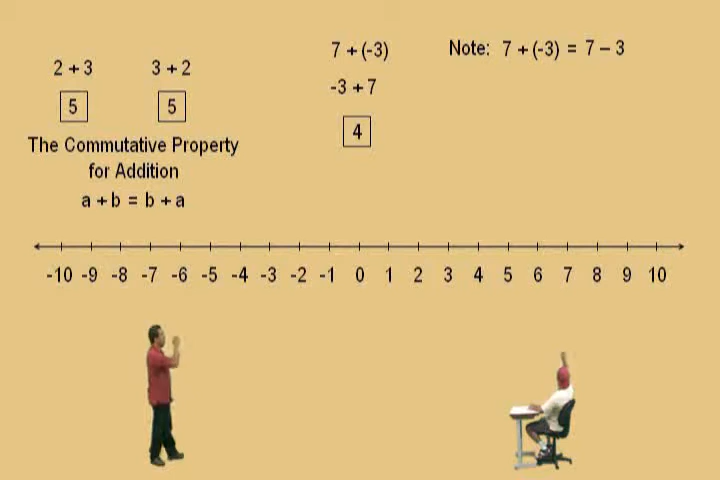 2 + 3
3 + 2
5
5
The Commutative Property
for Addition
a + b = b + a
7 + (-3)
-3 + 7
4
Note: 7 + (-3) = 7 – 3
-10 -9 -8 -7 -6 -5 -4 -3 -2 -1 0 1 2 3 4 5 6 7 8 9 10